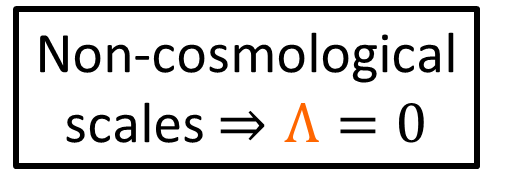 Non-cosmological
scales ⇒ Λ = 0